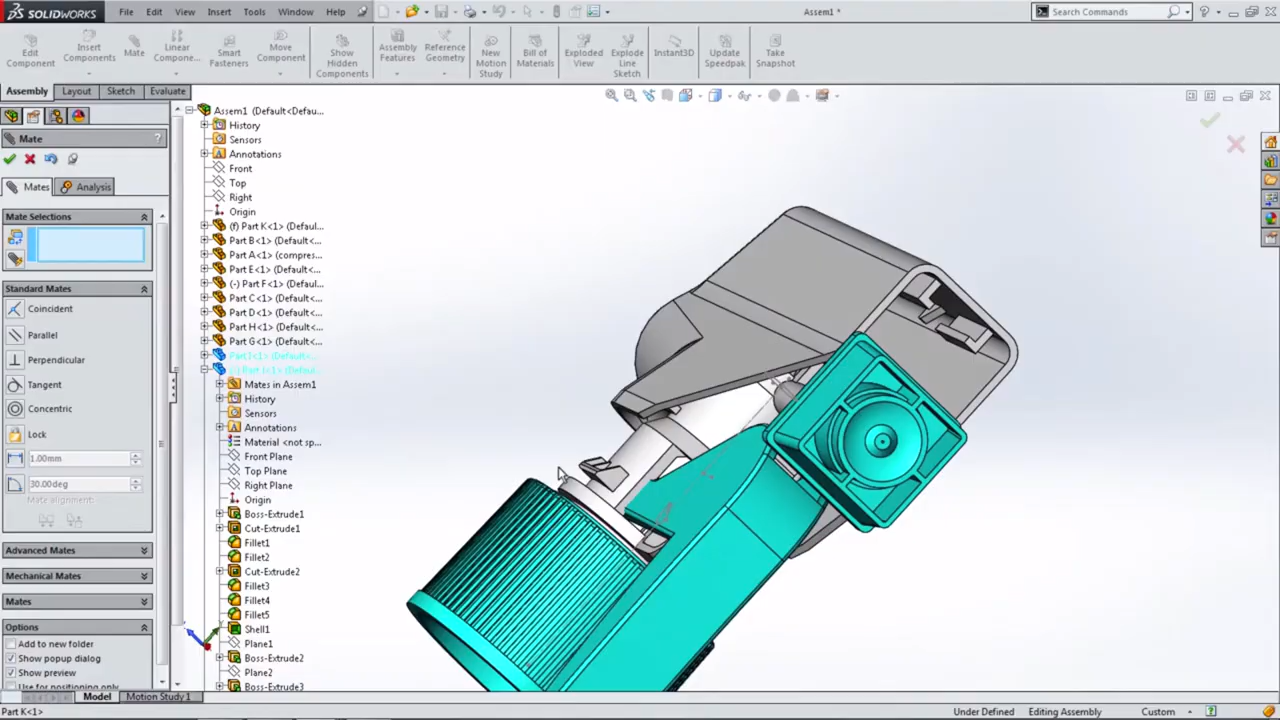 SOLIDWORKS
File Edit View Insert Tools Window Help
Assem1 *
Search Commands
Edit Component
Insert Components
Mate
Linear Compone...
Smart Fasteners
Move Component
Show Hidden Components
Assembly Features
Reference Geometry
New Motion Study
Bill of Materials
Exploded View
Explode Line Sketch
Instant3D
Update Speedpak
Take Snapshot
Assembly Layout Sketch Evaluate
Mate ?
Mates Analysis
Mate Selections
Standard Mates
Coincident
Parallel
Perpendicular
Tangent
Concentric
Lock
1.00mm
30.00deg
Mate alignment:
Advanced Mates
Mechanical Mates
Mates
Options
Add to new folder
Show popup dialog
Show preview
Use for positioning only
Assem1 (Default<Defau...
History
Sensors
Annotations
Front
Top
Right
Origin
(f) Part K<1> (Defaul...
Part B<1> (Default<...
Part A<1> (compres...
Part E<1> (Default<...
(-) Part F<1> (Defaul...
Part C<1> (Default<...
Part D<1> (Default<...
Part H<1> (Default<...
Part G<1> (Default<...
Mates in Assem1
History
Sensors
Annotations
Material <not sp...
Front Plane
Top Plane
Right Plane
Origin
Boss-Extrude1
Cut-Extrude1
Fillet1
Fillet2
Cut-Extrude2
Fillet3
Fillet4
Fillet5
Shell1
Plane1
Boss-Extrude2
Plane2
Boss-Extrude3
Model Motion Study 1
Part K<1>
Under Defined Editing Assembly Custom